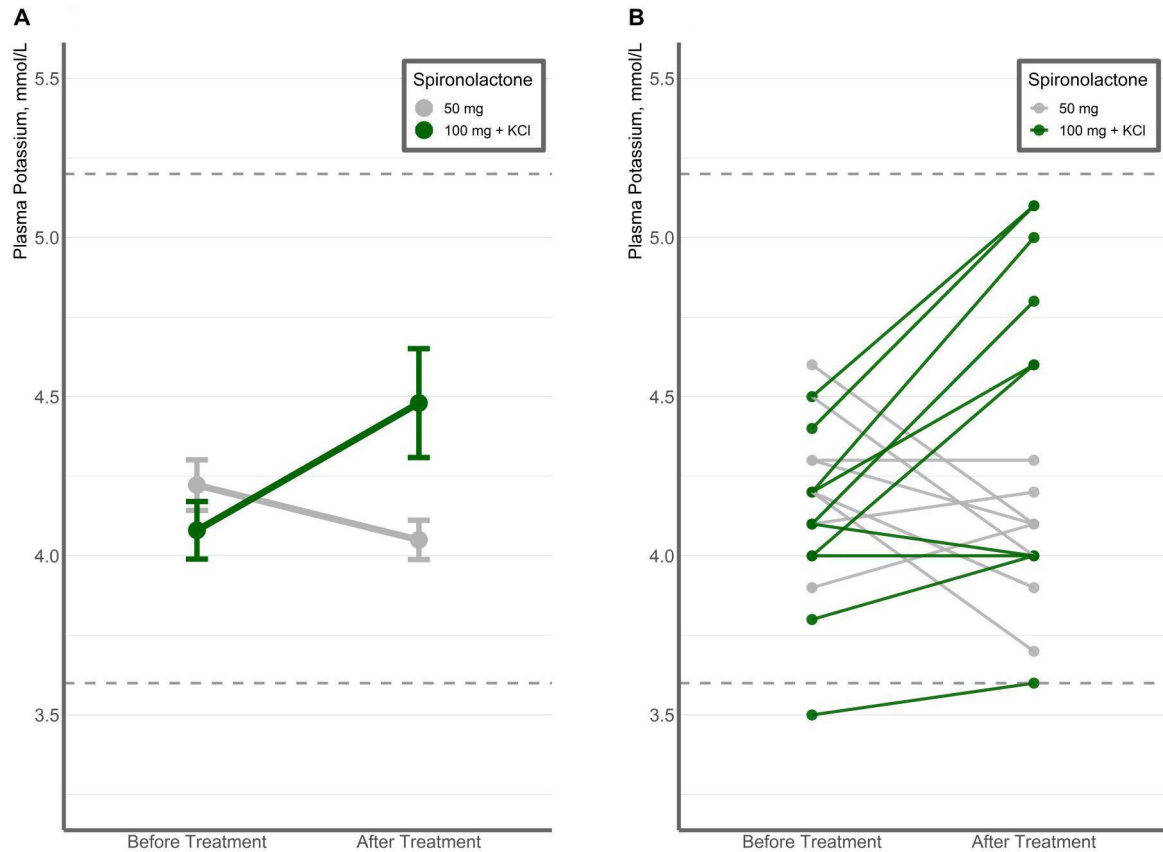 A
Plasma Potassium, mmol/L
5.5
5.0
4.5
4.0
3.5
Spironolactone
50 mg
100 mg + KCl
Before Treatment
After Treatment
B
Plasma Potassium, mmol/L
5.5
5.0
4.5
4.0
3.5
Spironolactone
50 mg
100 mg + KCl
Before Treatment
After Treatment